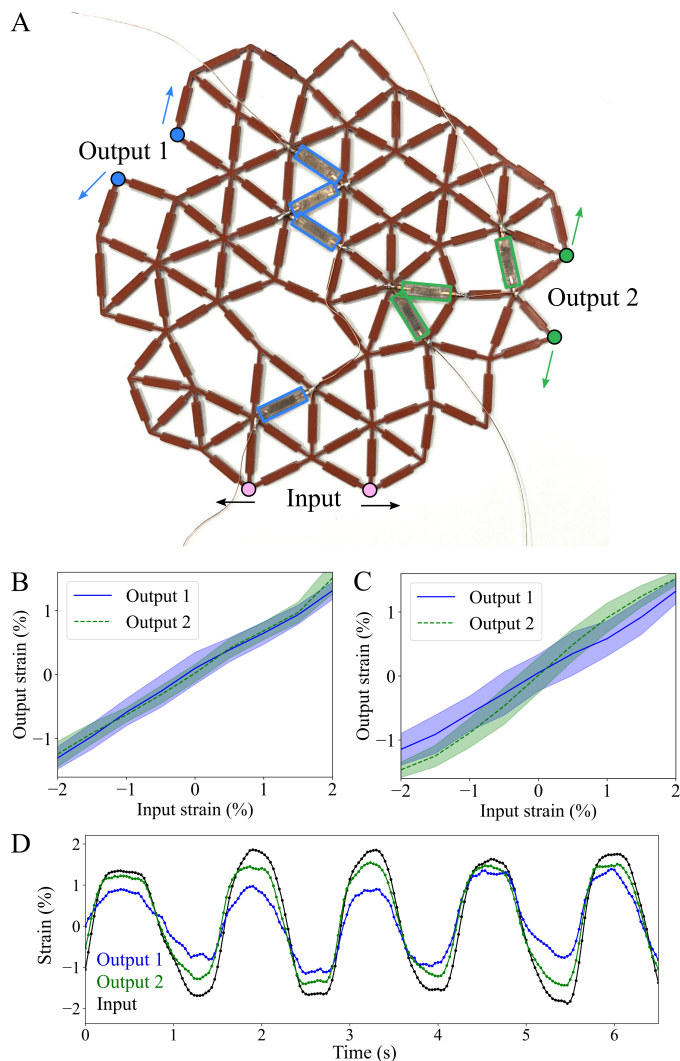 A
Output 1
Output 2
Input
B
Output strain (%)
1
0
−1
Output 1
Output 2
−2
−1
0
1
2
Input strain (%)
C
Output strain (%)
1
0
−1
Output 1
Output 2
−2
−1
0
1
2
Input strain (%)
D
Strain (%)
2
1
0
−1
−2
Output 1
Output 2
Input
0
1
2
3
4
5
6
Time (s)